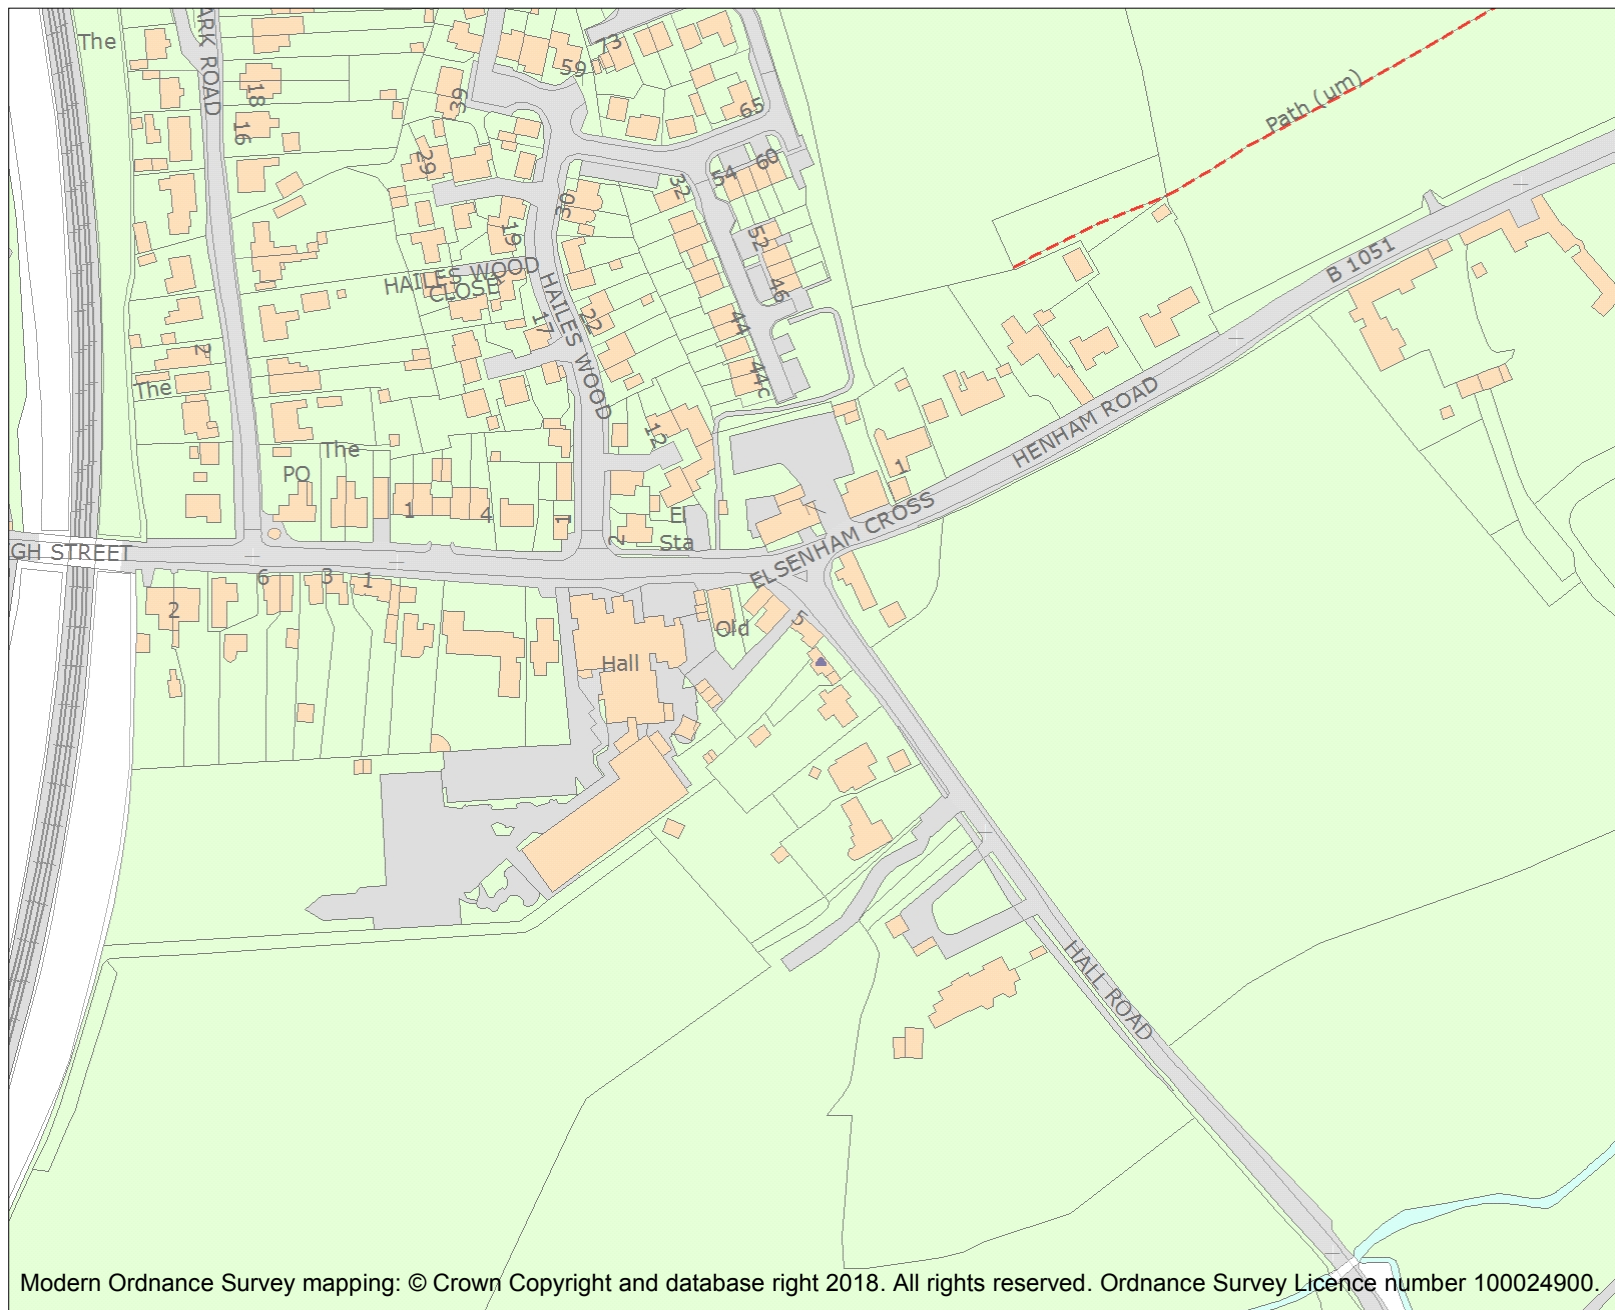 The
ARK ROAD
73
59
39
18
16
65
Path (um)
29
54
60
32
30
19
52
B 1051
HAILES WOOD
CLOSE
46
HAILES WOOD
17
22
44
2
The
44c
HENHAM ROAD
12
The
PO
1
1
4
1
2
El
Sta
ELSENHAM CROSS
GH STREET
6
3
1
2
5
Old
Hall
HALL ROAD
Modern Ordnance Survey mapping: © Crown Copyright and database right 2018. All rights reserved. Ordnance Survey Licence number 100024900.